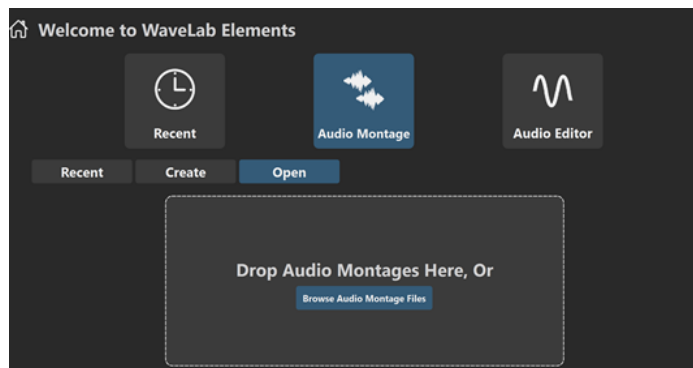 Welcome to WaveLab Elements
Recent Audio Montage Audio Editor
Recent Create Open
Drop Audio Montages Here, Or
Browse Audio Montage Files